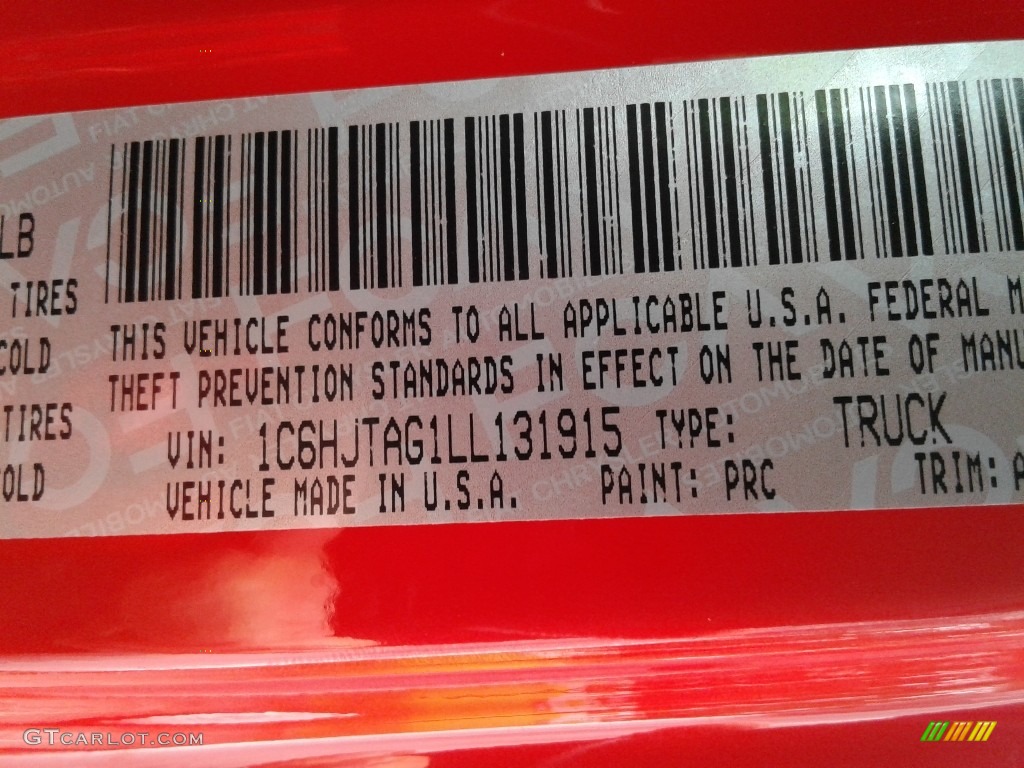 LB
TIRES
COLD
TIRES
COLD
THIS VEHICLE CONFORMS TO ALL APPLICABLE U.S.A. FEDERAL M
THEFT PREVENTION STANDARDS IN EFFECT ON THE DATE OF MANU
VIN: 1C6HJTAG1LL131915 TYPE: TRUCK
VEHICLE MADE IN U.S.A. PAINT: PRC TRIM: A
GTCARLOT.COM